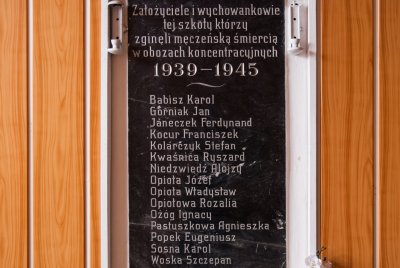 Założyciele i wychowankowie
tej szkoły którzy
zginęli męczeńską śmiercią
w obozach koncentracyjnych
1939-1945
Babisz Karol
Górniak Jan
Janeczek Ferdynand
Kocur Franciszek
Kolarczyk Stefan
Kwaśnica Ryszard
Niedźwiedź Alojzy
Opioła Józef
Opioła Władysław
Opiołowa Rozalia
Ożóg Ignacy
Pastuszkowa Agnieszka
Popek Eugeniusz
Sosna Karol
Woska Szczepan